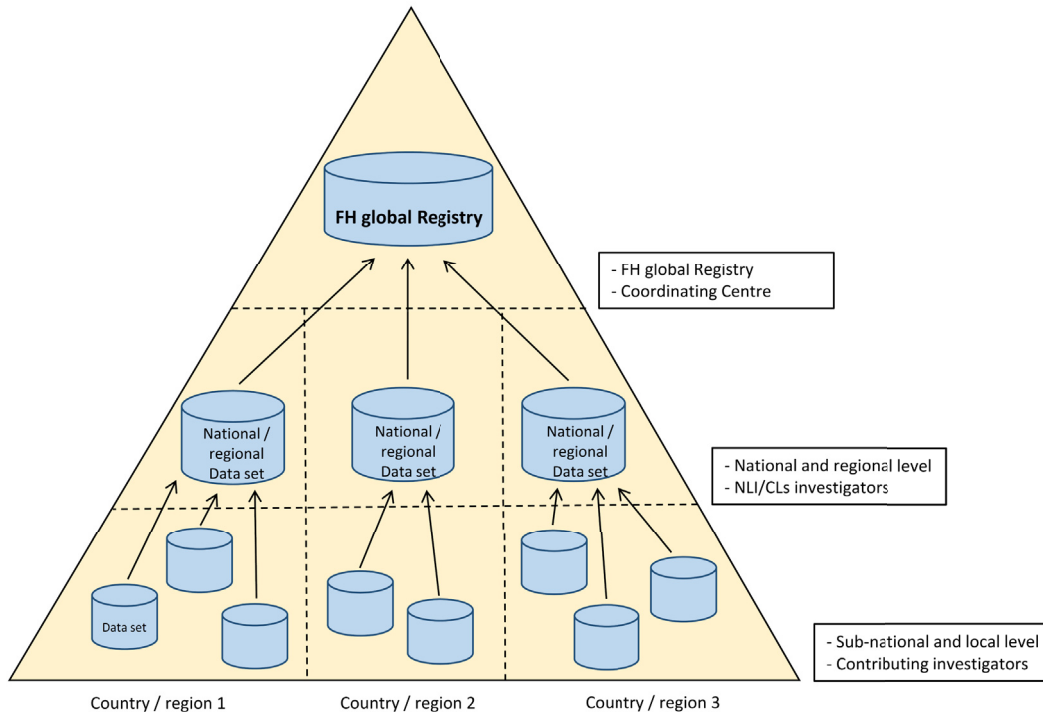 FH global Registry
- FH global Registry
- Coordinating Centre
National /
regional
Data set
National /
regional
Data set
National /
regional
Data set
- National and regional level
- NLI/CLs investigators
Data set
- Sub-national and local level
- Contributing investigators
Country / region 1
Country / region 2
Country / region 3